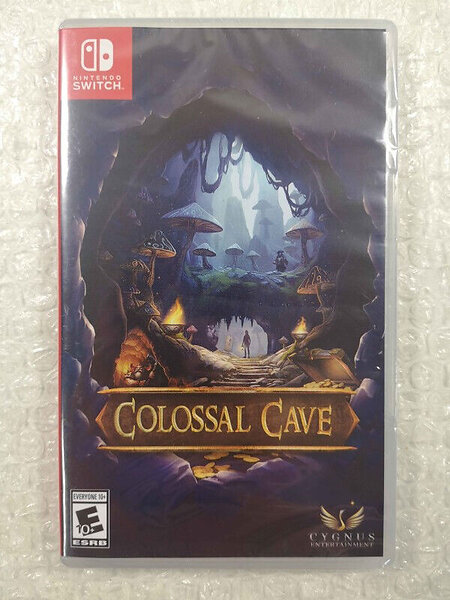 NINTENDO
SWITCH.
COLOSSAL CAVE
EVERYONE 10+
E
10+
ESRB
CYGNUS
ENTERTAINMENT